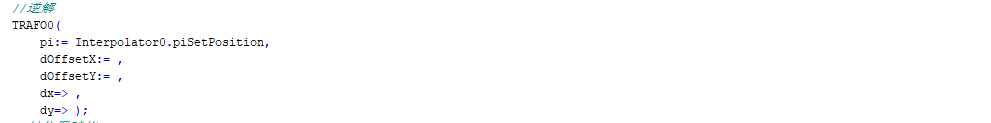 //逆解
TRAFO0(
pi:= Interpolator0.piSetPosition,
dOffsetX:= ,
dOffsetY:= ,
dx=> ,
dy=> );